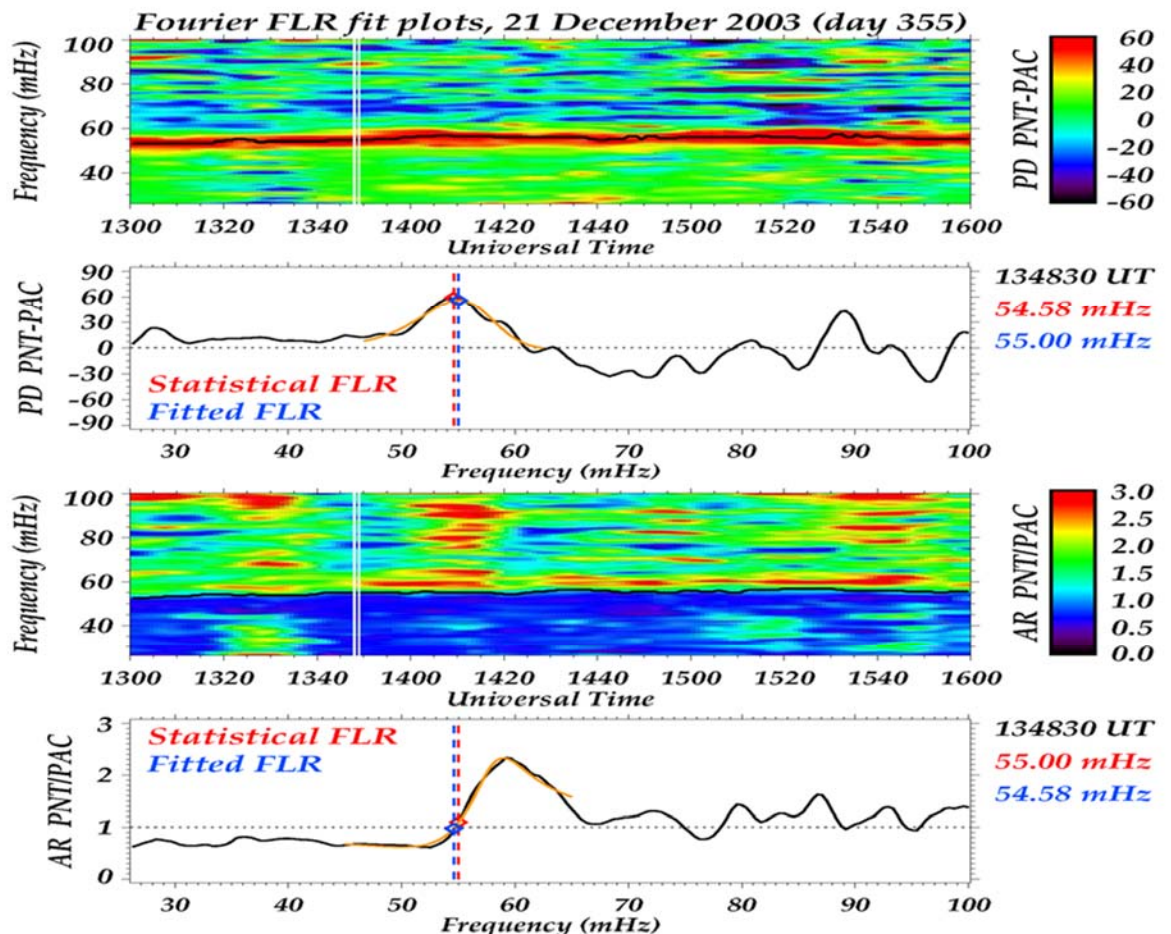 Fourier FLR fit plots, 21 December 2003 (day 355)
Frequency (mHz)
100
80
60
40
1300 1320 1340 1400 1420 1440 1500 1520 1540 1600
Universal Time
PD PNT-PAC
60
40
20
0
-20
-40
-60
PD PNT-PAC
90
60
30
0
-30
-60
-90
Statistical FLR
Fitted FLR
30 40 50 60 70 80 90 100
Frequency (mHz)
134830 UT
54.58 mHz
55.00 mHz
Frequency (mHz)
100
80
60
40
1300 1320 1340 1400 1420 1440 1500 1520 1540 1600
Universal Time
AR PNT/PAC
3.0
2.5
2.0
1.5
1.0
0.5
0.0
AR PNT/PAC
3
2
1
0
Statistical FLR
Fitted FLR
30 40 50 60 70 80 90 100
Frequency (mHz)
134830 UT
55.00 mHz
54.58 mHz